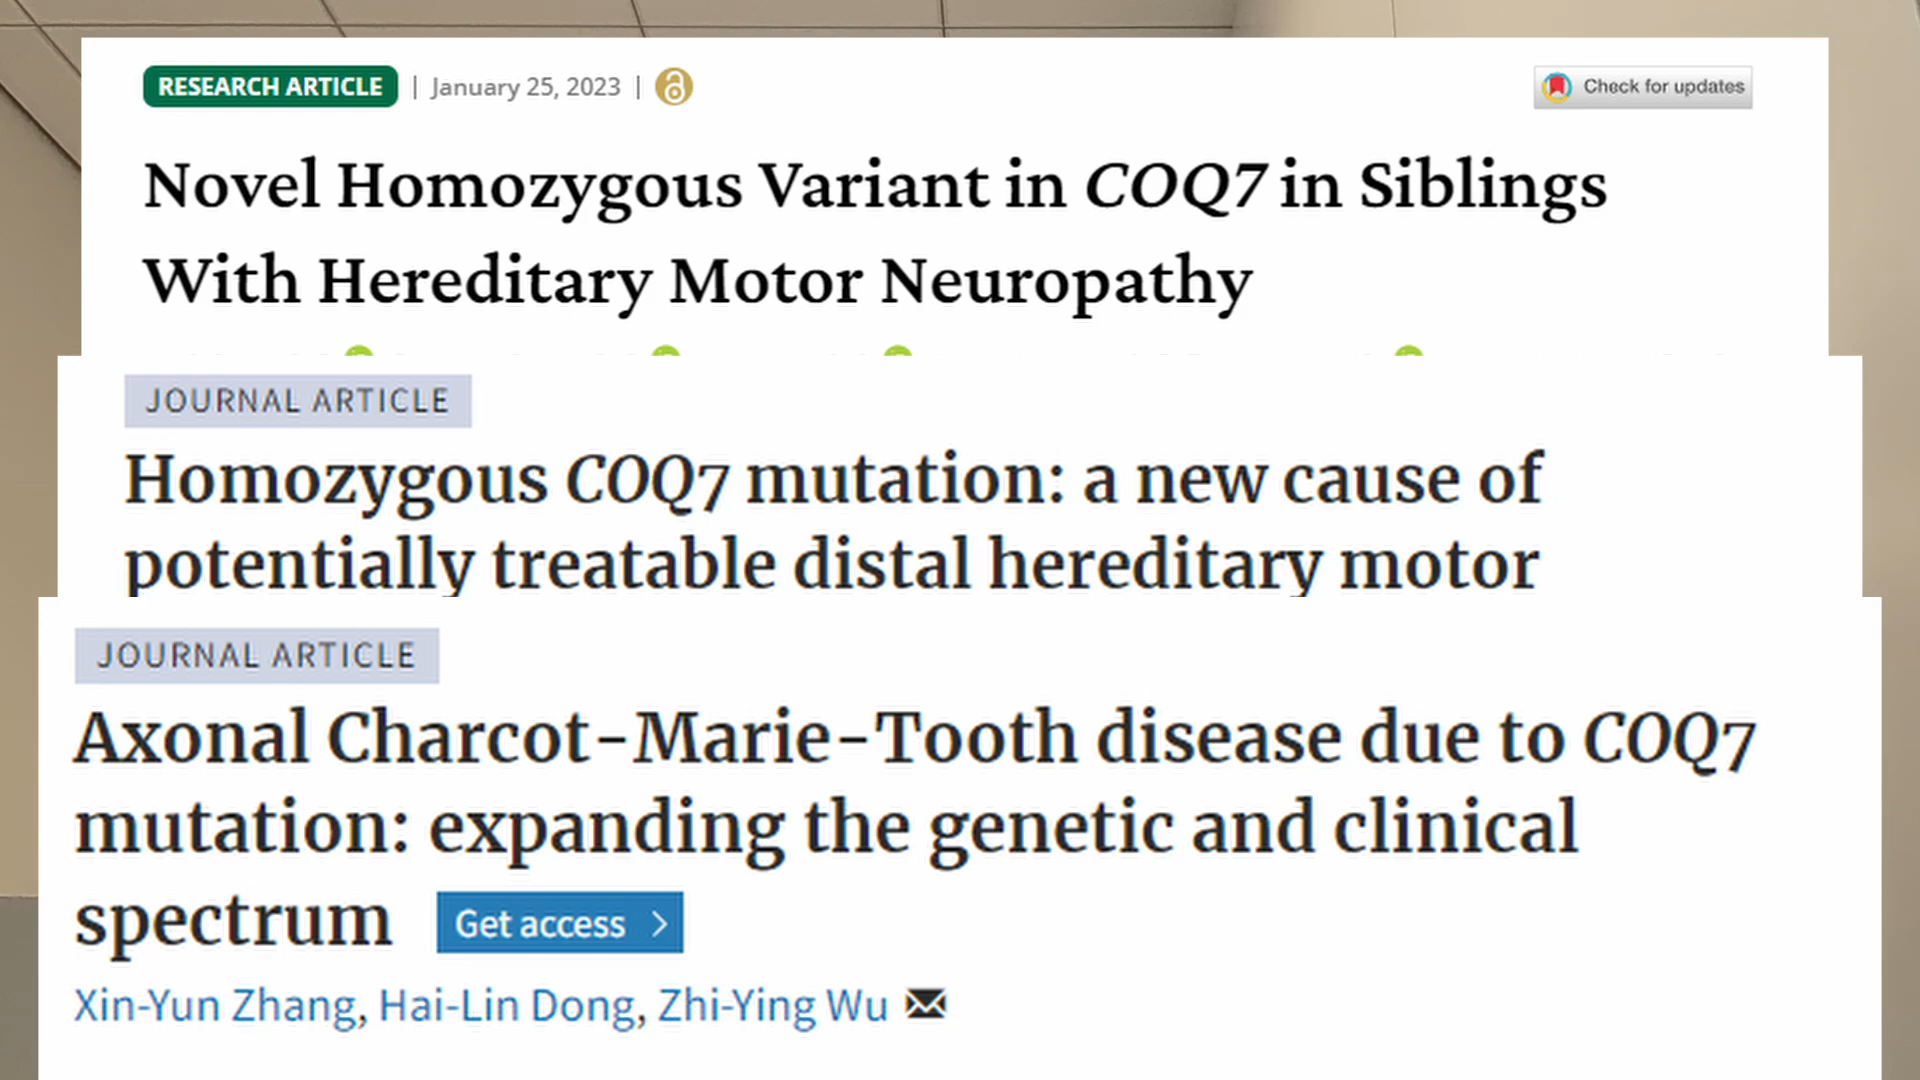 RESEARCH ARTICLE | January 25, 2023 |
Check for updates
Novel Homozygous Variant in COQ7 in Siblings
With Hereditary Motor Neuropathy
JOURNAL ARTICLE
Homozygous COQ7 mutation: a new cause of
potentially treatable distal hereditary motor
JOURNAL ARTICLE
Axonal Charcot-Marie-Tooth disease due to COQ7
mutation: expanding the genetic and clinical
spectrum Get access >
Xin-Yun Zhang, Hai-Lin Dong, Zhi-Ying Wu